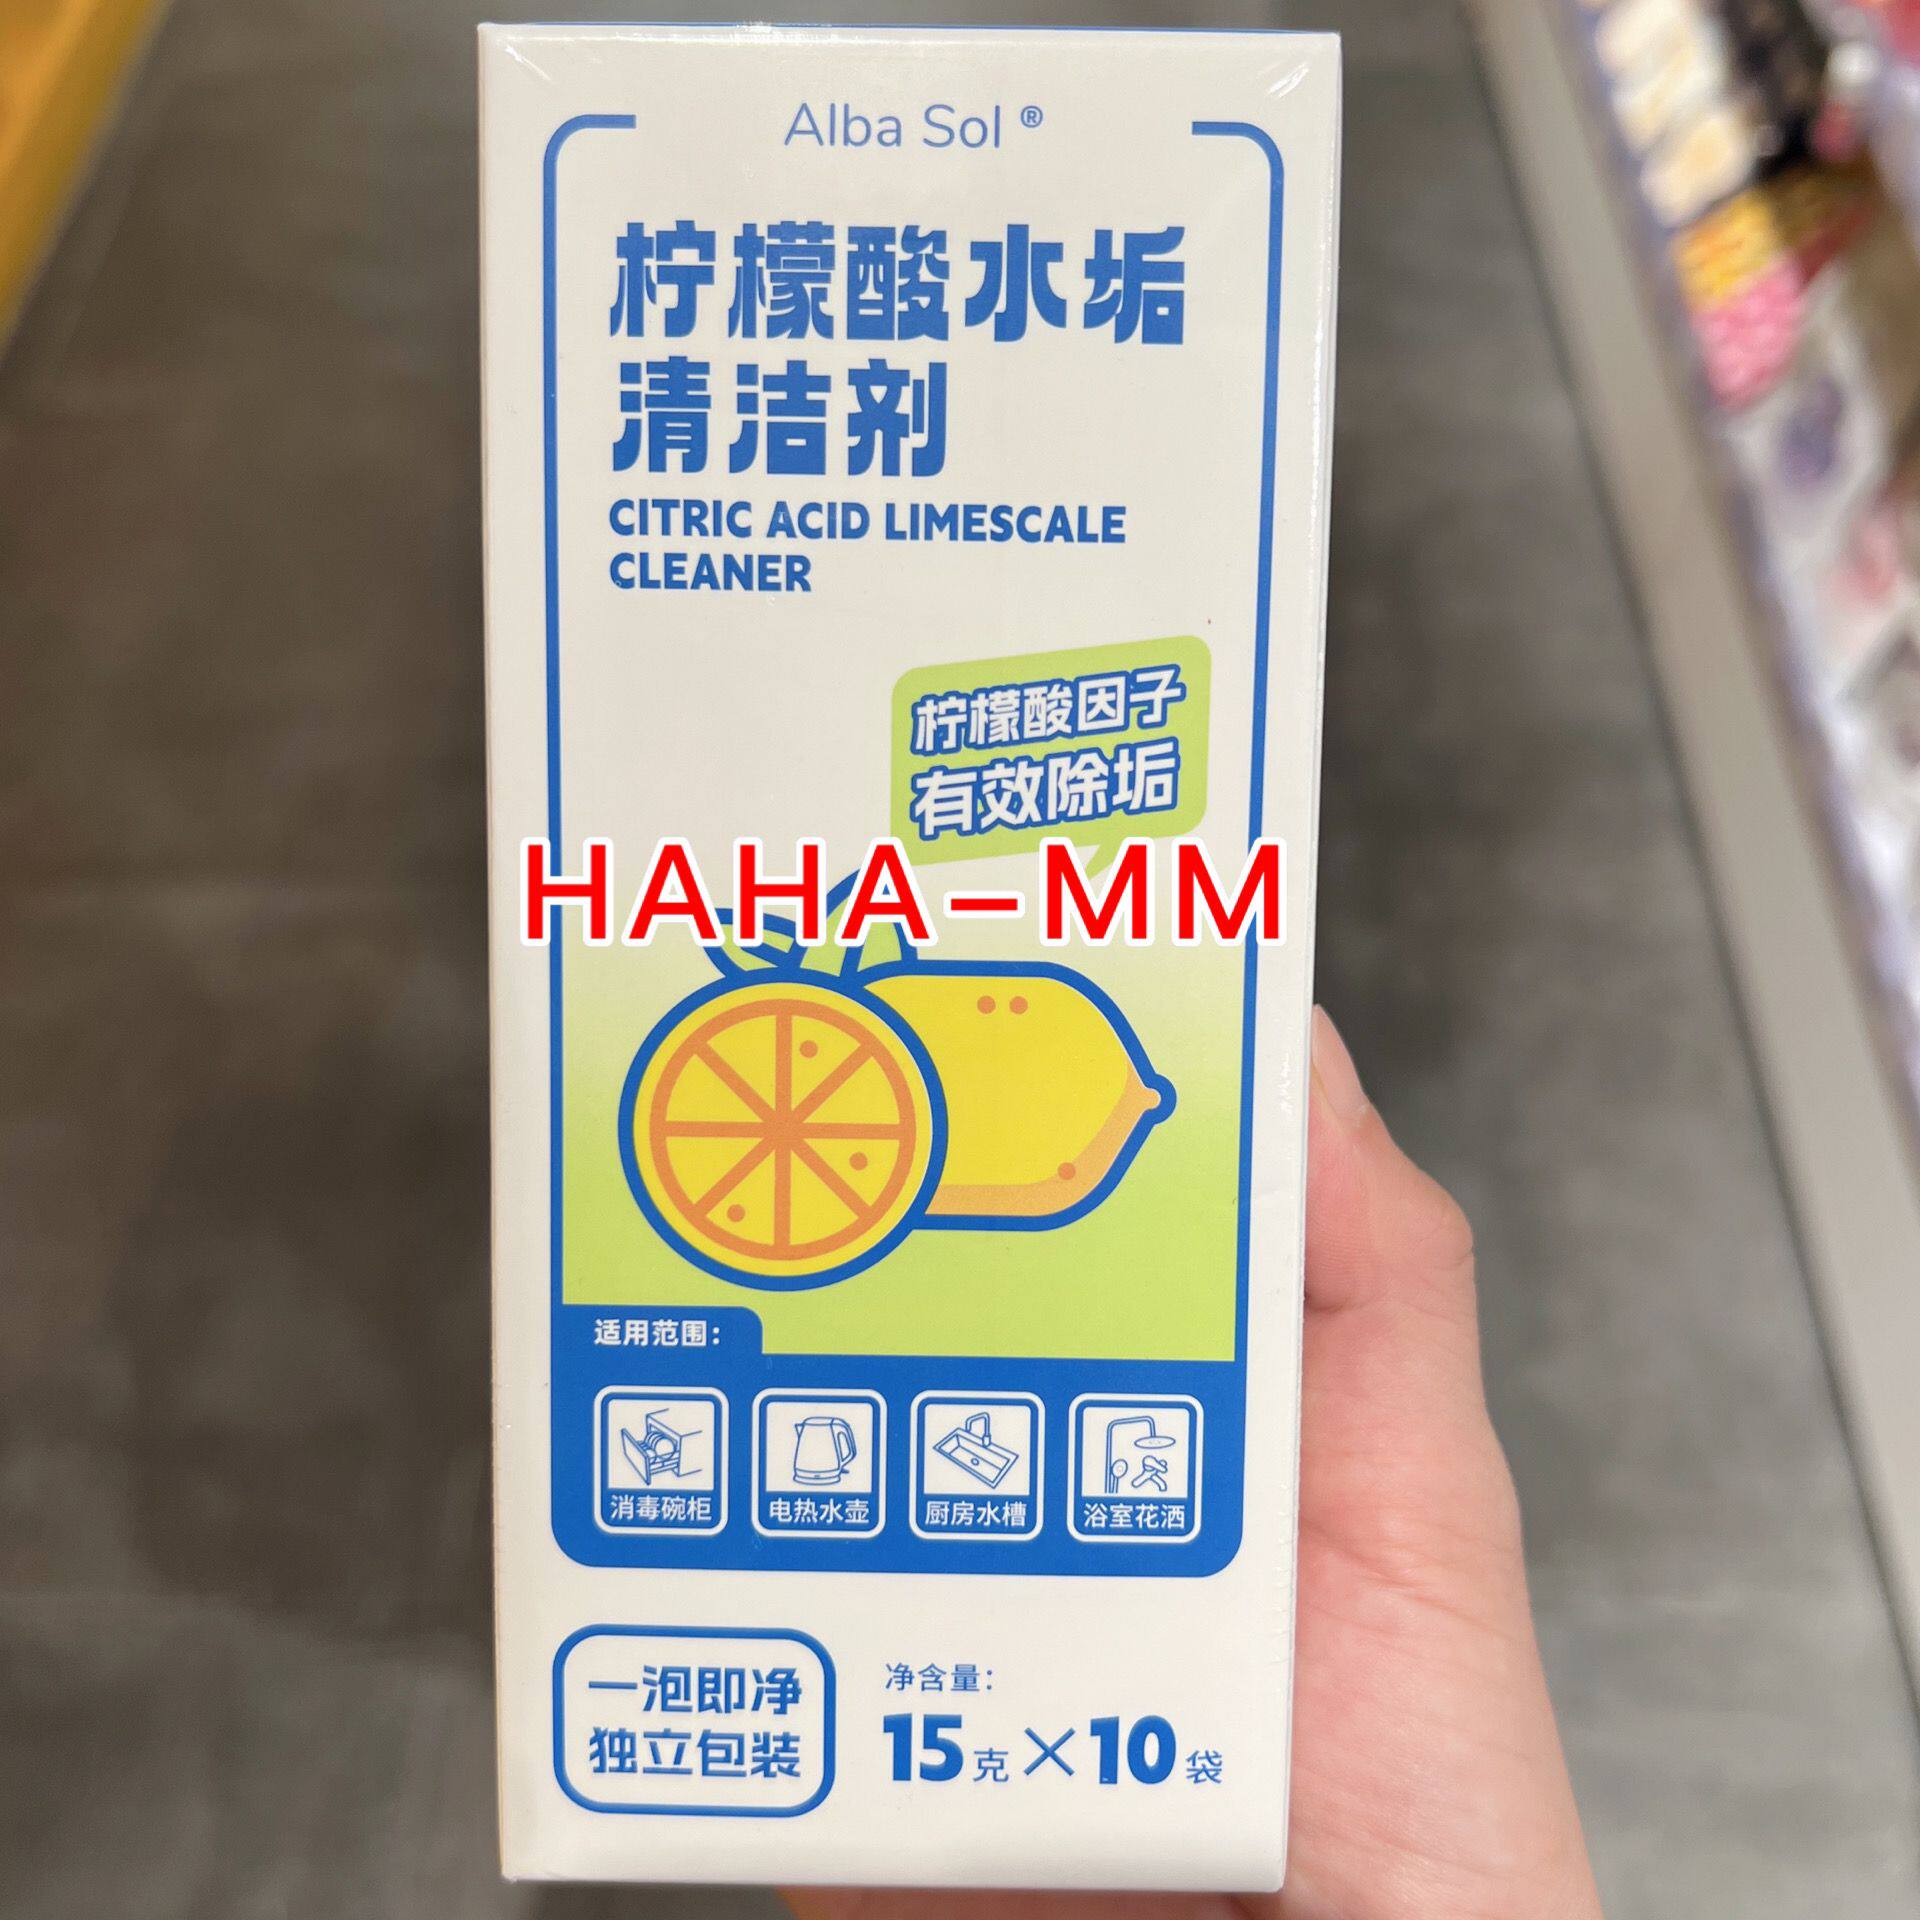 Alba Sol ®
柠檬酸水垢
清洁剂
CITRIC ACID LIMESCALE
CLEANER
柠檬酸因子
有效除垢
HAHA-MM
适用范围：
消毒碗柜
电热水壶
厨房水槽
浴室花洒
一泡即净
独立包装
净含量：
15克×10袋